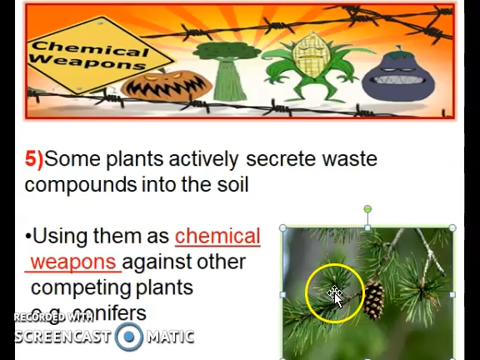 Chemical
Weapons
5)Some plants actively secrete waste
compounds into the soil
•Using them as chemical
weapons against other
competing plants
e.g. conifers
RECORDED WITH
SCREENCAST MATIC